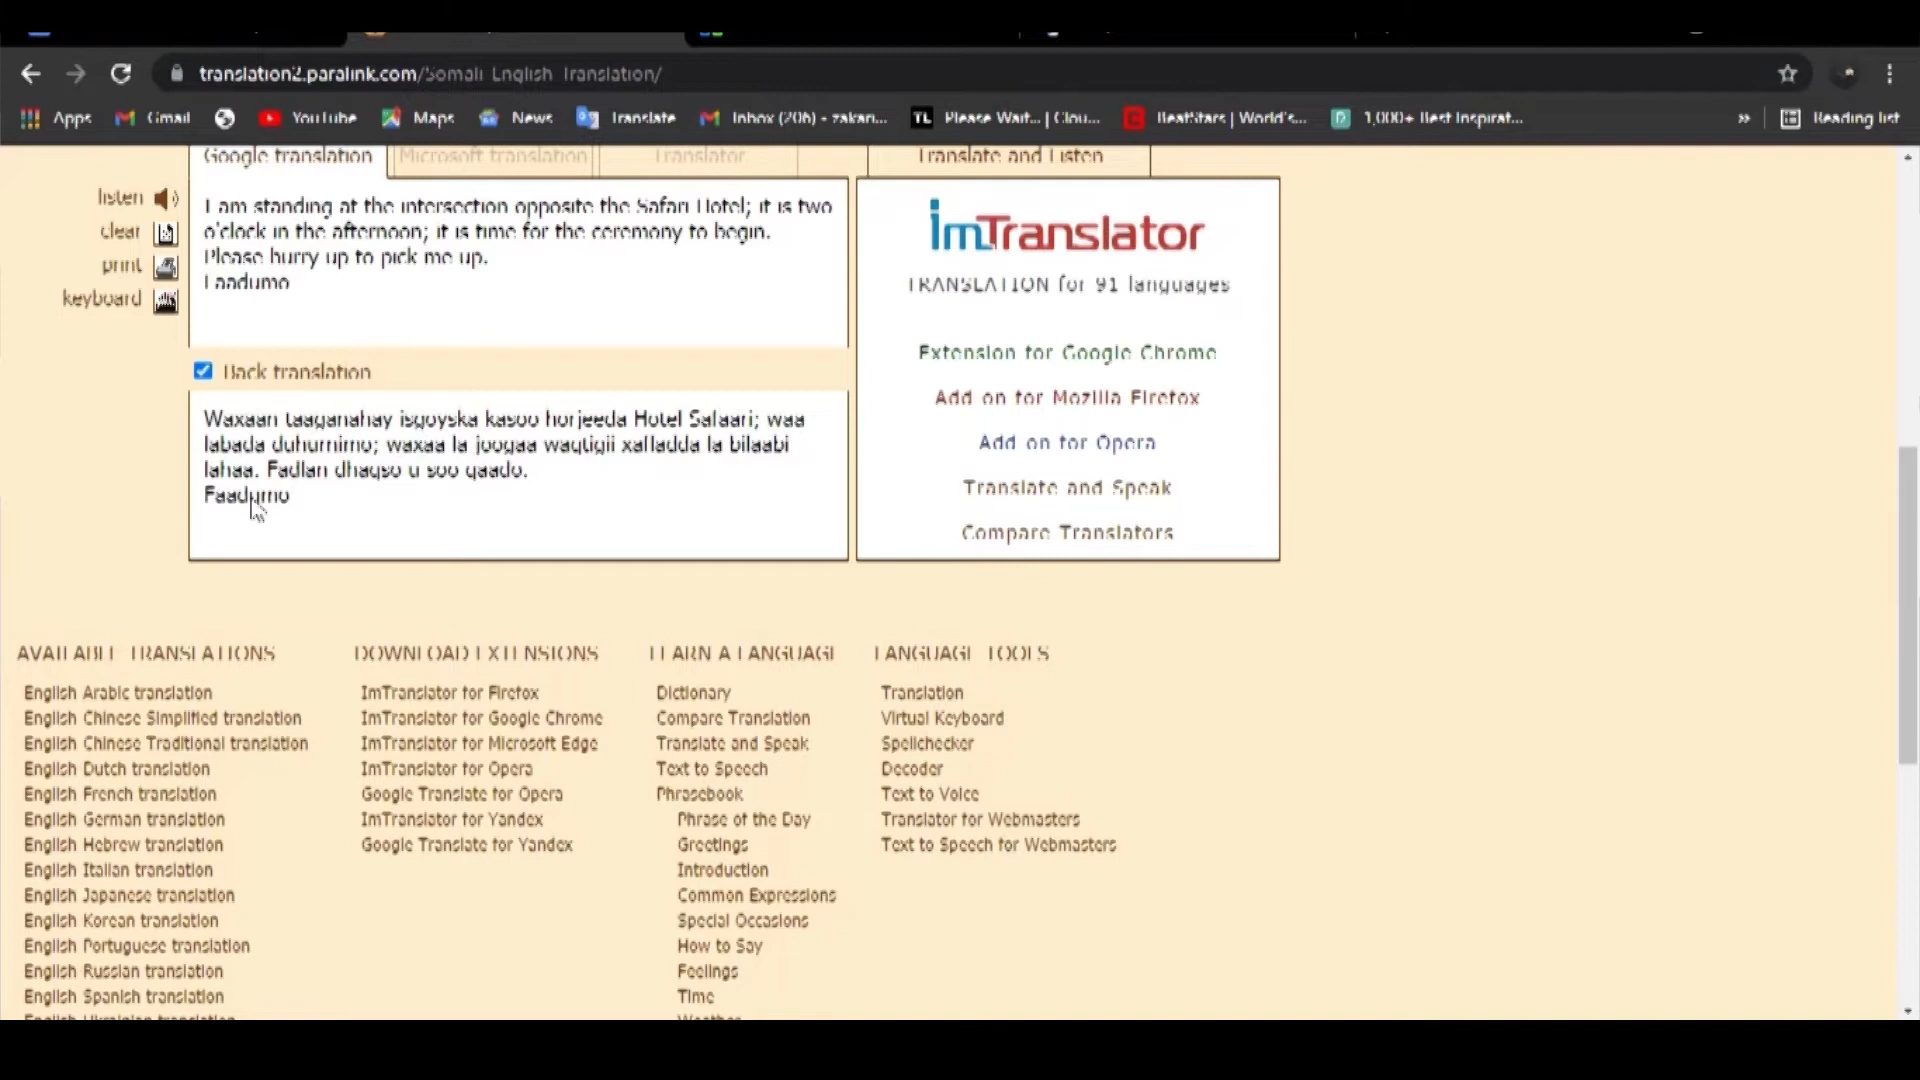 translation2.paralink.com/Somali English Translation/
Apps
Gmail
YouTube
Maps
News
Translate
Inbox (206) - zakari...
TL Please Wait... | Clou...
BeatStars | World's...
1,000+ Best Inspirat...
»
Reading list
Google translation
Microsoft translation
Translator
Translate and Listen
listen
clear
print
keyboard
I am standing at the intersection opposite the Safari Hotel; it is two
o'clock in the afternoon; it is time for the ceremony to begin.
Please hurry up to pick me up.
Faadumo
Back translation
Waxaan taaganahay isgoyska kasoo horjeeda Hotel Safaari; waa
labada duhurnimo; waxaa la joogaa waqtigii xafladda la bilaabi
lahaa. Fadlan dhaqso u soo qaado.
Faadumo
ImTranslator
TRANSLATION for 91 languages
Extension for Google Chrome
Add on for Mozilla Firefox
Add on for Opera
Translate and Speak
Compare Translators
AVAILABLE TRANSLATIONS
English Arabic translation
English Chinese Simplified translation
English Chinese Traditional translation
English Dutch translation
English French translation
English German translation
English Hebrew translation
English Italian translation
English Japanese translation
English Korean translation
English Portuguese translation
English Russian translation
English Spanish translation
English Ukrainian translation
DOWNLOAD EXTENSIONS
ImTranslator for Firefox
ImTranslator for Google Chrome
ImTranslator for Microsoft Edge
ImTranslator for Opera
Google Translate for Opera
ImTranslator for Yandex
Google Translate for Yandex
LEARN A LANGUAGE
Dictionary
Compare Translation
Translate and Speak
Text to Speech
Phrasebook
Phrase of the Day
Greetings
Introduction
Common Expressions
Special Occasions
How to Say
Feelings
Time
Weather
LANGUAGE TOOLS
Translation
Virtual Keyboard
Spellchecker
Decoder
Text to Voice
Translator for Webmasters
Text to Speech for Webmasters